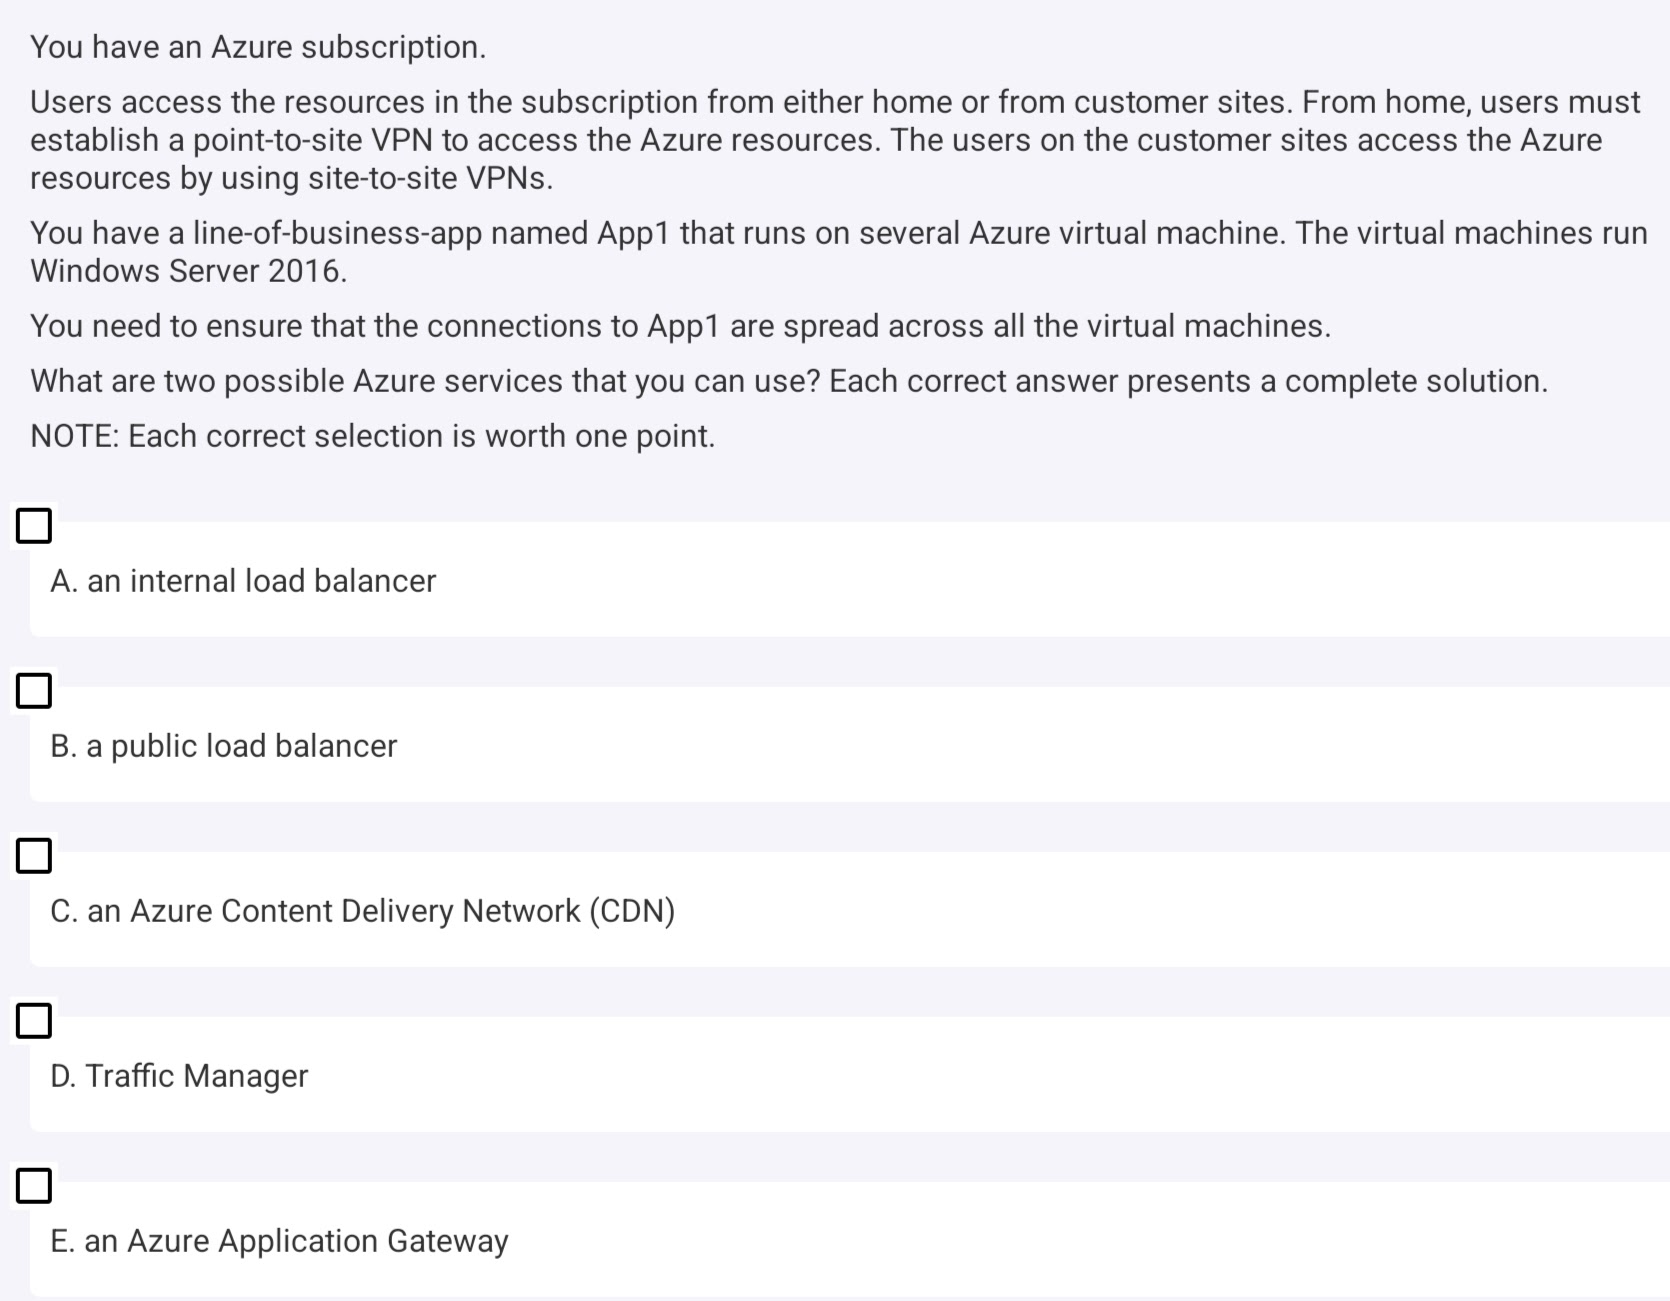 You have an Azure subscription.
Users access the resources in the subscription from either home or from customer sites. From home, users must
establish a point-to-site VPN to access the Azure resources. The users on the customer sites access the Azure
resources by using site-to-site VPNs.
You have a line-of-business-app named App1 that runs on several Azure virtual machine. The virtual machines run
Windows Server 2016.
You need to ensure that the connections to App1 are spread across all the virtual machines.
What are two possible Azure services that you can use? Each correct answer presents a complete solution.
NOTE: Each correct selection is worth one point.
A. an internal load balancer
B. a public load balancer
C. an Azure Content Delivery Network (CDN)
D. Traffic Manager
E. an Azure Application Gateway